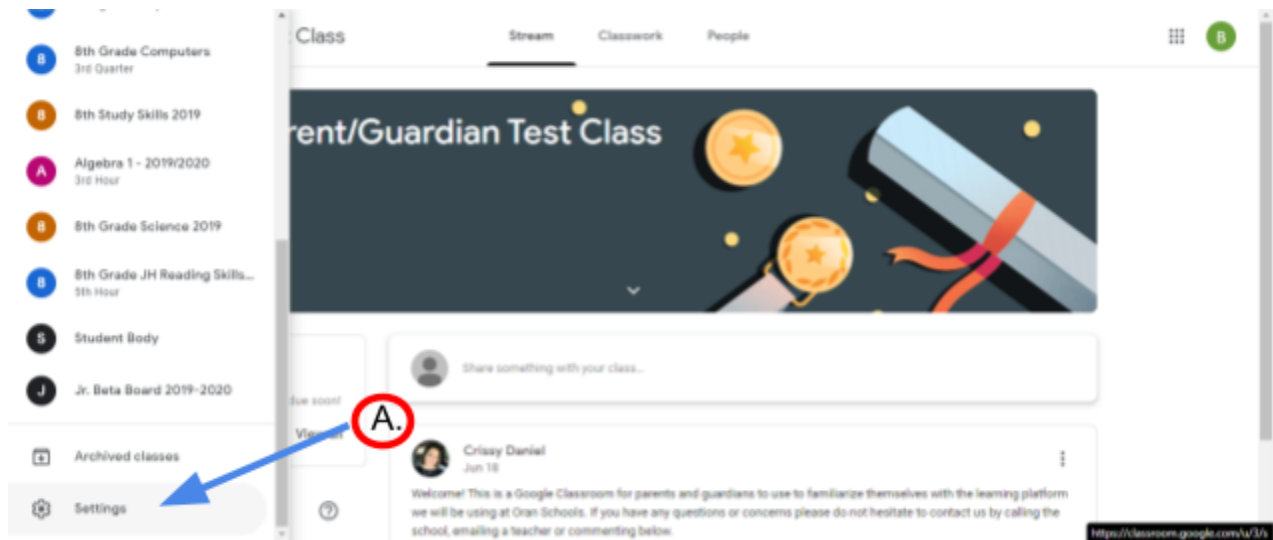 Class
Stream
Classwork
People
B
B
8th Grade Computers
3rd Quarter
B
8th Study Skills 2019
A
Algebra 1 - 2019/2020
3rd Hour
B
8th Grade Science 2019
B
8th Grade JH Reading Skills...
5th Hour
S
Student Body
J
Jr. Beta Board 2019-2020
Archived classes
Settings
rent/Guardian Test Class
due soon!
A.
Share something with your class...
Crissy Daniel
Jun 18
Welcome! This is a Google Classroom for parents and guardians to use to familiarize themselves with the learning platform
we will be using at Oran Schools. If you have any questions or concerns please do not hesitate to contact us by calling the
school, emailing a teacher or commenting below.
https://classroom.google.com/u/3/s